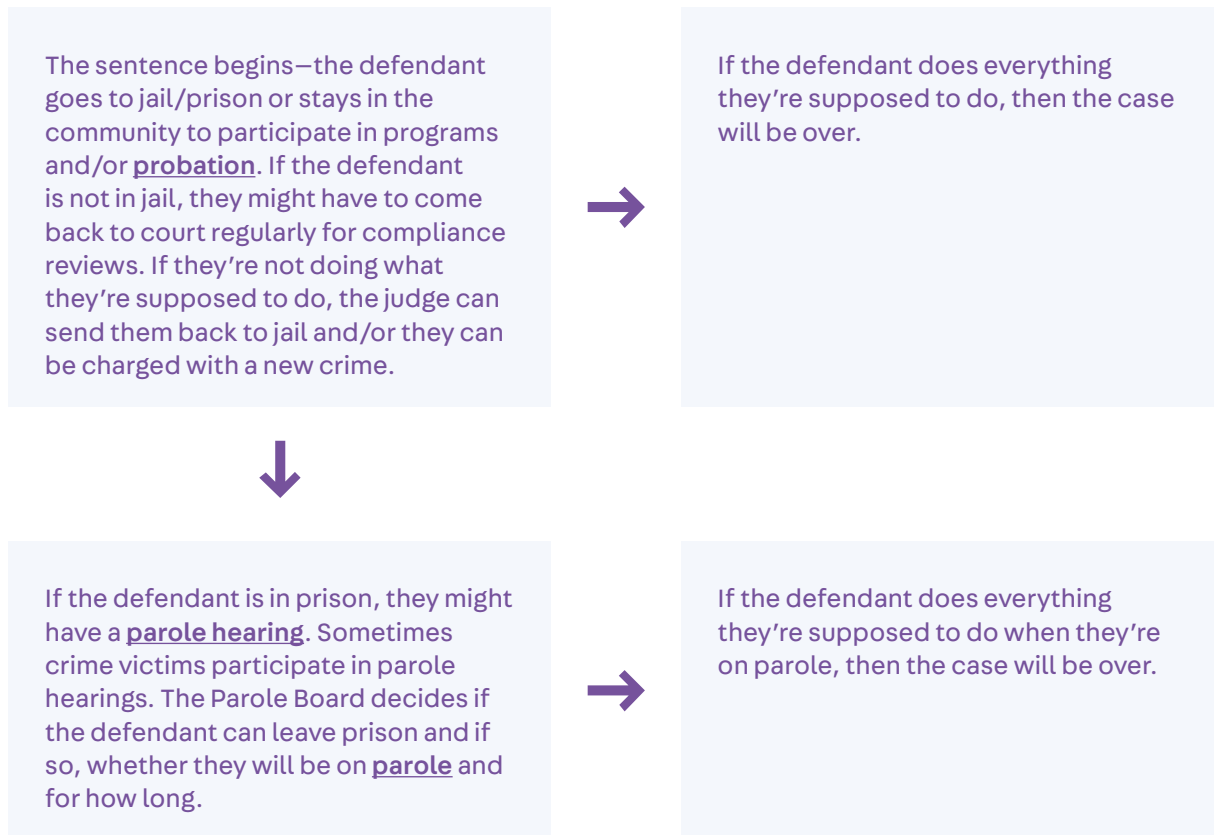 The sentence begins—the defendant
goes to jail/prison or stays in the
community to participate in programs
and/or probation. If the defendant
is not in jail, they might have to come
back to court regularly for compliance
reviews. If they’re not doing what
they’re supposed to do, the judge can
send them back to jail and/or they can
be charged with a new crime.
If the defendant does everything
they’re supposed to do, then the case
will be over.
If the defendant is in prison, they might
have a parole hearing. Sometimes
crime victims participate in parole
hearings. The Parole Board decides if
the defendant can leave prison and if
so, whether they will be on parole and
for how long.
If the defendant does everything
they’re supposed to do when they’re
on parole, then the case will be over.